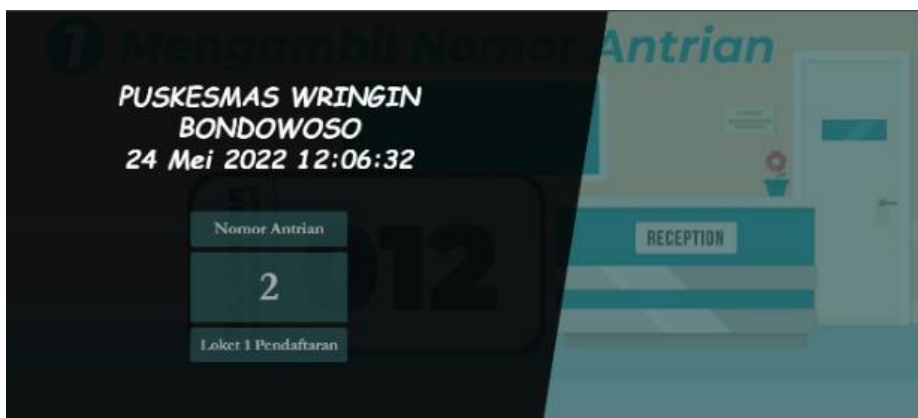 1 Mengambil Nomor Antrian
PUSKESMAS WRINGIN
BONDOWOSO
24 Mei 2022 12:06:32
Nomor Antrian
012
2
RECEPTION
Loket 1 Pendaftaran